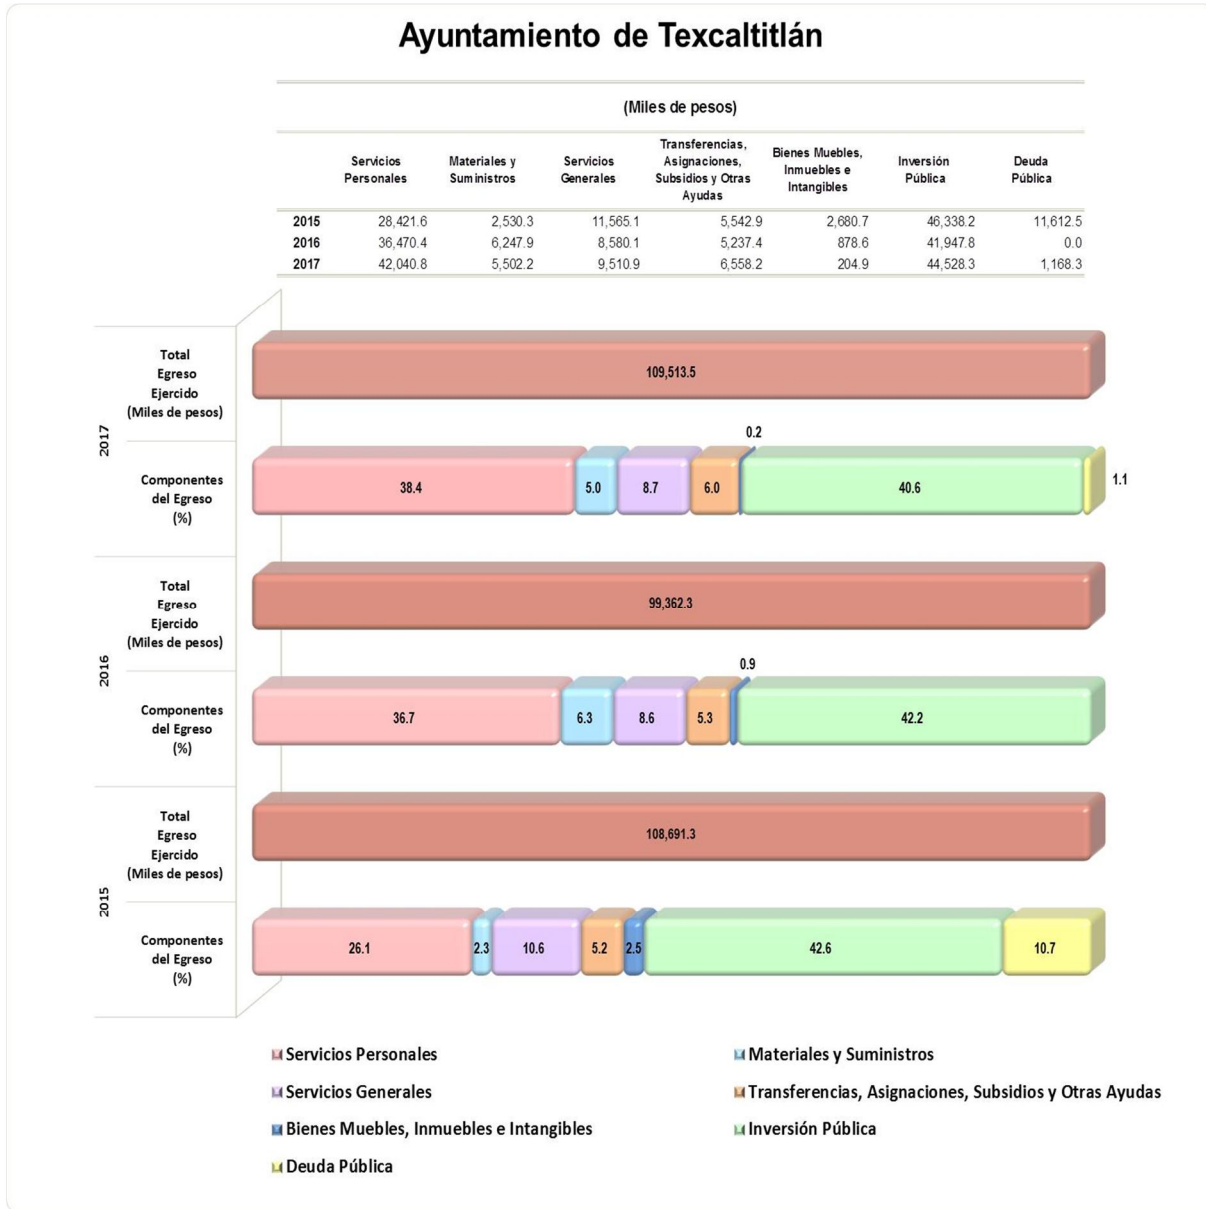 Ayuntamiento de Texcaltitlán
(Miles de pesos)
Servicios Personales Materiales y Suministros Servicios Generales Transferencias, Asignaciones, Subsidios y Otras Ayudas Bienes Muebles, Inmuebles e Intangibles Inversión Pública Deuda Pública
2015 28,421.6 2,530.3 11,565.1 5,542.9 2,680.7 46,338.2 11,612.5
2016 36,470.4 6,247.9 8,580.1 5,237.4 878.6 41,947.8 0.0
2017 42,040.8 5,502.2 9,510.9 6,558.2 204.9 44,528.3 1,168.3
2017
Total
Egreso
Ejercido
(Miles de pesos)
109,513.5
Componentes
del Egreso
(%)
38.4 5.0 8.7 6.0 0.2 40.6 1.1
2016
Total
Egreso
Ejercido
(Miles de pesos)
99,362.3
Componentes
del Egreso
(%)
36.7 6.3 8.6 5.3 0.9 42.2
2015
Total
Egreso
Ejercido
(Miles de pesos)
108,691.3
Componentes
del Egreso
(%)
26.1 2.3 10.6 5.2 2.5 42.6 10.7
Servicios Personales
Materiales y Suministros
Servicios Generales
Transferencias, Asignaciones, Subsidios y Otras Ayudas
Bienes Muebles, Inmuebles e Intangibles
Inversión Pública
Deuda Pública